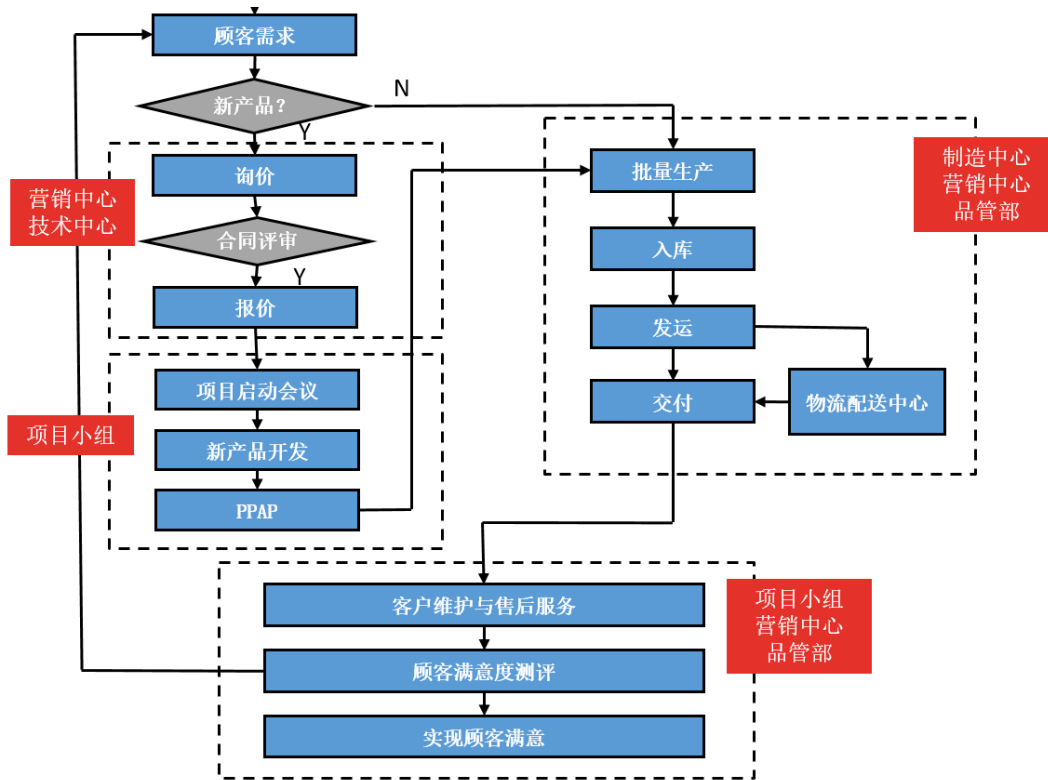 顾客需求
新产品？
N
Y
询价
营销中心
技术中心
合同评审
Y
报价
项目启动会议
项目小组
新产品开发
PPAP
批量生产
制造中心
营销中心
品管部
入库
发运
交付
物流配送中心
客户维护与售后服务
项目小组
营销中心
品管部
顾客满意度测评
实现顾客满意